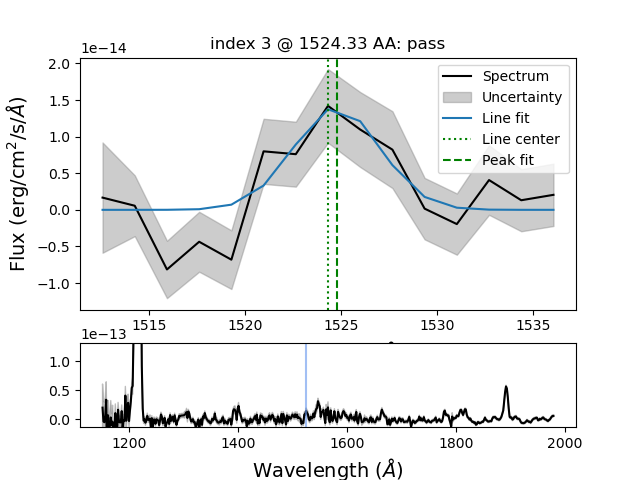 index 3 @ 1524.33 AA: pass
1e−14
2.0
1.5
1.0
0.5
0.0
−0.5
−1.0
Flux (erg/cm²/s/Å)
Spectrum
Uncertainty
Line fit
Line center
Peak fit
1515
1520
1525
1530
1535
1e−13
1.0
0.5
0.0
1200
1400
1600
1800
2000
Wavelength (Å)